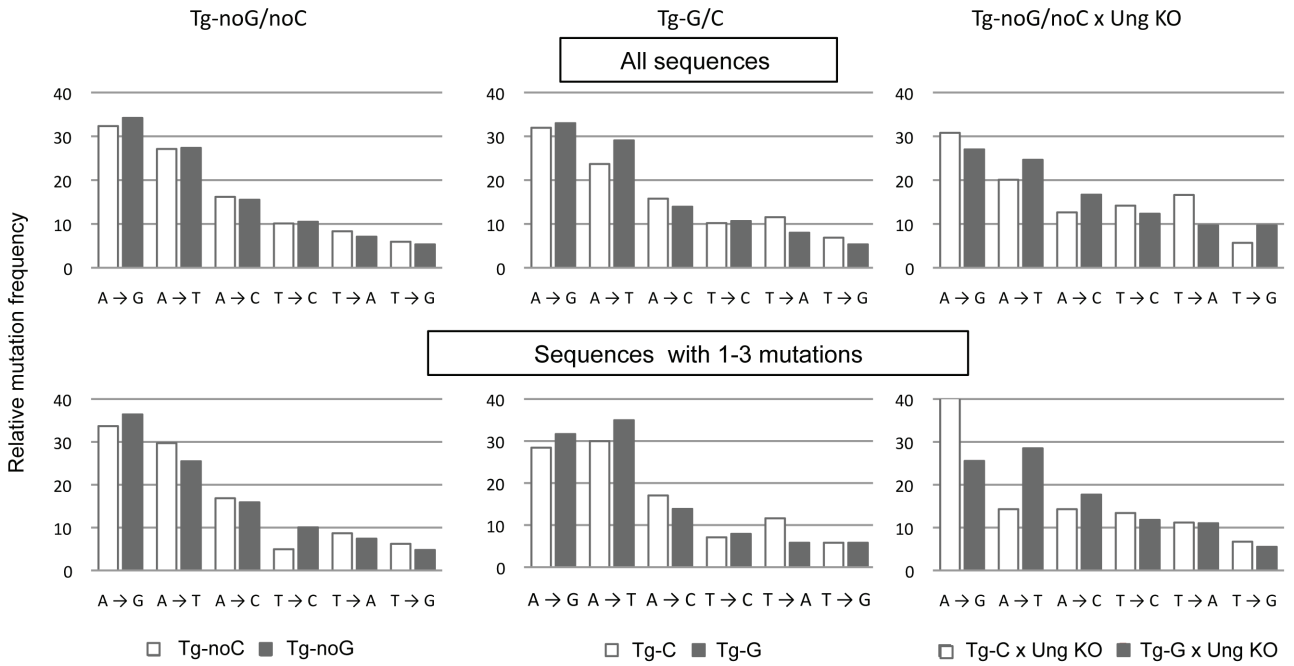 Tg-noG/noC Tg-G/C Tg-noG/noC x Ung KO
All sequences
Relative mutation frequency
40 40 40
30 30 30
20 20 20
10 10 10
0 0 0
A → G A → T A → C T → C T → A T → G A → G A → T A → C T → C T → A T → G A → G A → T A → C T → C T → A T → G
Sequences with 1-3 mutations
40 40 40
30 30 30
20 20 20
10 10 10
0 0 0
A → G A → T A → C T → C T → A T → G A → G A → T A → C T → C T → A T → G A → G A → T A → C T → C T → A T → G
Tg-noC Tg-noG Tg-C Tg-G Tg-C x Ung KO Tg-G x Ung KO